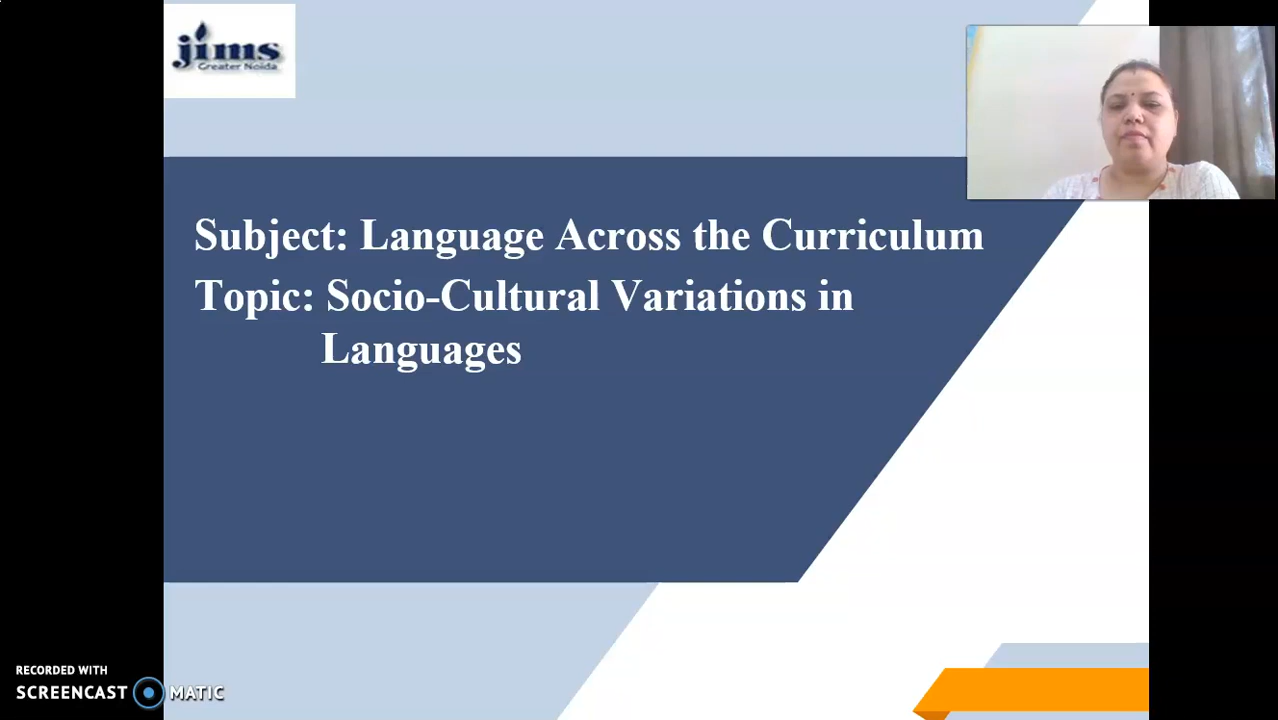 jims
Greater Noida
Subject: Language Across the Curriculum
Topic: Socio-Cultural Variations in
Languages
RECORDED WITH
SCREENCAST MATIC